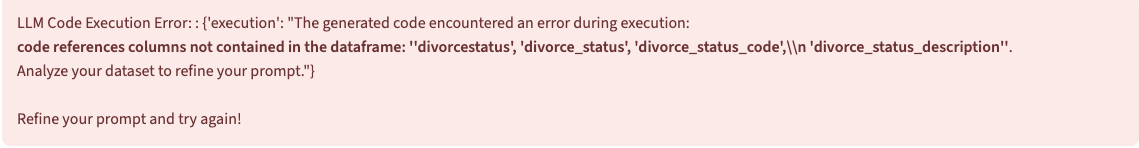 LLM Code Execution Error: : {'execution': "The generated code encountered an error during execution:
code references columns not contained in the dataframe: ''divorcestatus', 'divorce_status', 'divorce_status_code',\\n 'divorce_status_description''.
Analyze your dataset to refine your prompt."}
Refine your prompt and try again!